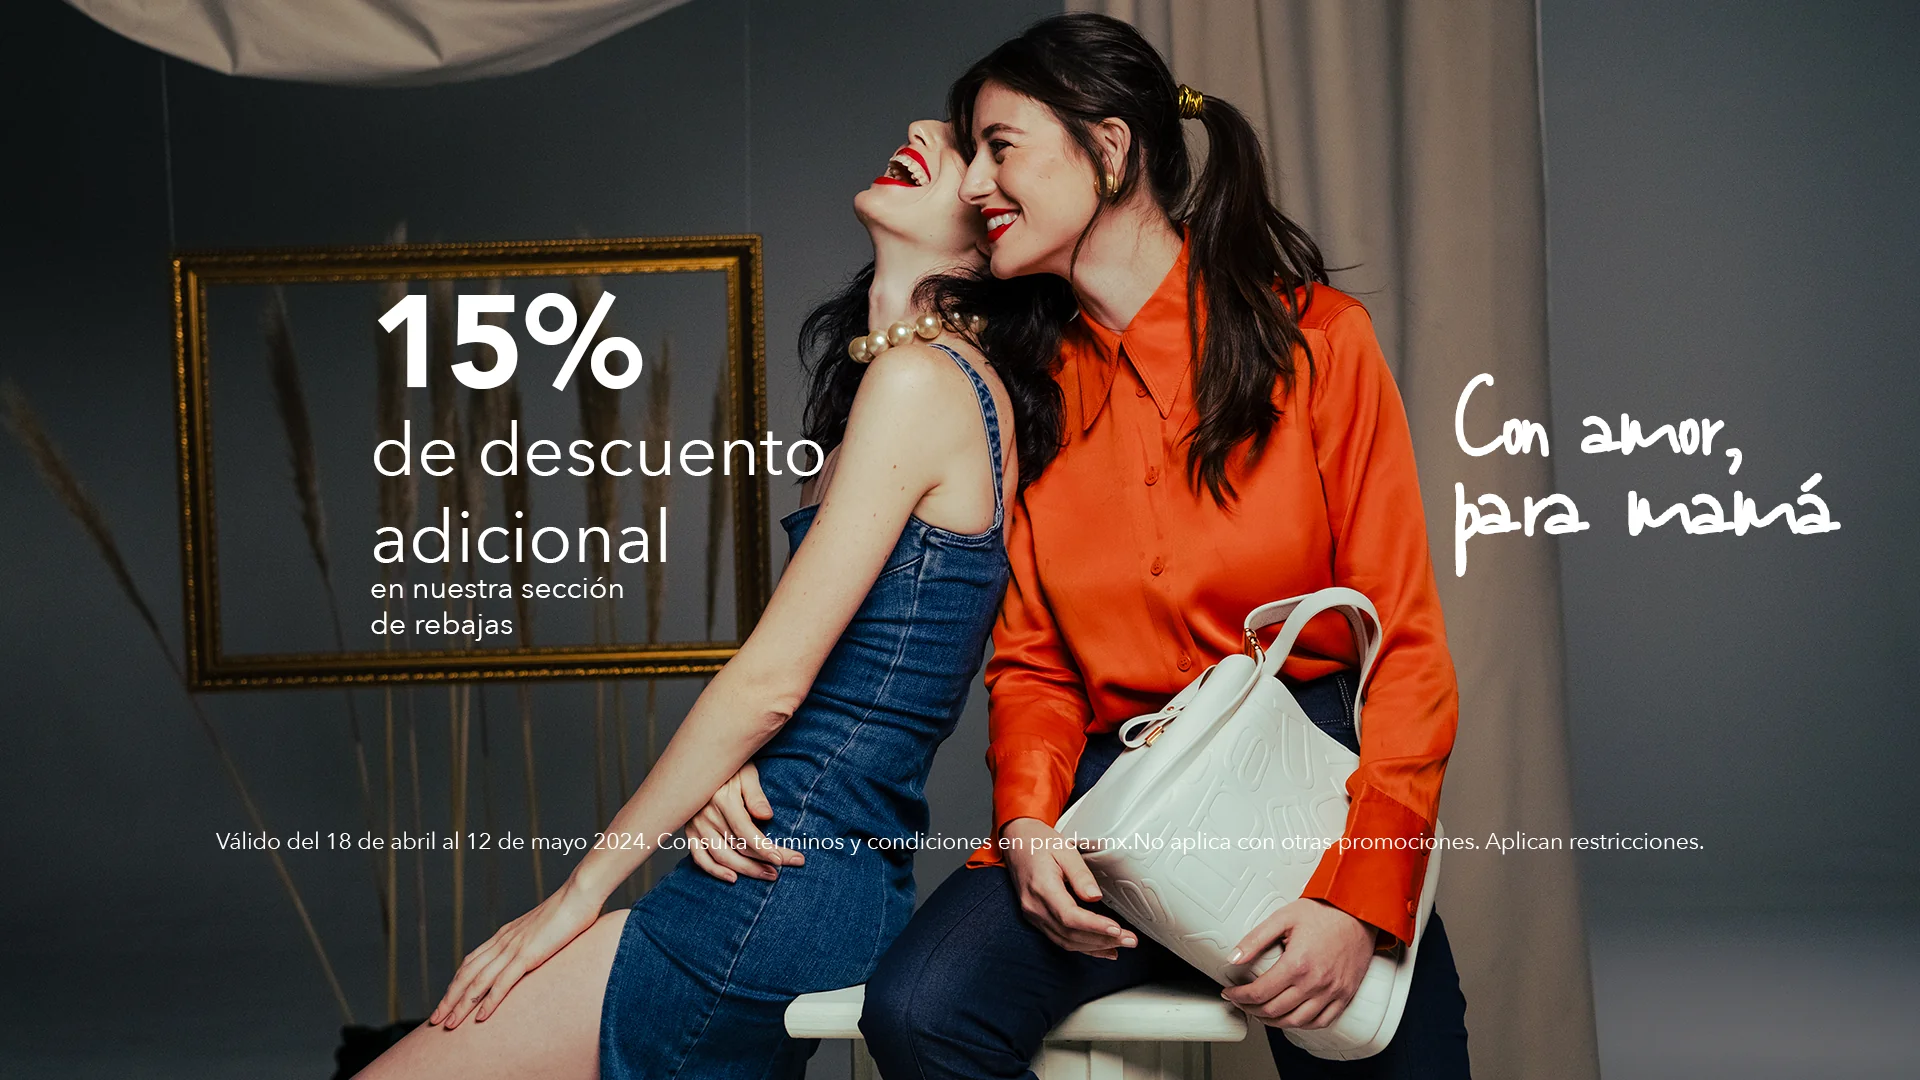 15%
de descuento
adicional
en nuestra sección
de rebajas
Con amor,
para mamá
Válido del 18 de abril al 12 de mayo 2024. Consulta términos y condiciones en prada.mx.No aplica con otras promociones. Aplican restricciones.